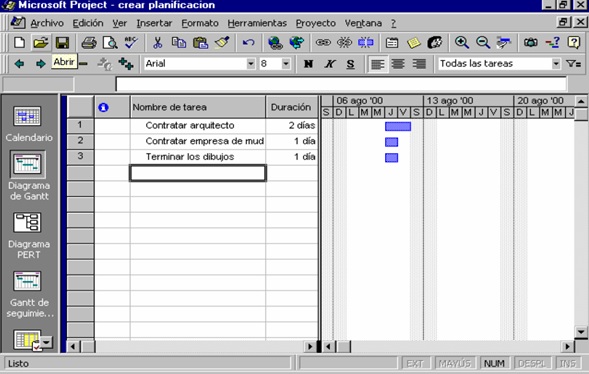 Microsoft Project - crear planificacion
Archivo Edición Ver Insertar Formato Herramientas Proyecto Ventana ?
Abrir Arial 8 N K S Todas las tareas
Nombre de tarea Duración 06 ago '00 13 ago '00 20 ago '00
S D L M M J V S D L M M J V S D L M M J
1 Contratar arquitecto 2 días
2 Contratar empresa de mud 1 día
3 Terminar los dibujos 1 día
Calendario
Diagrama
de Gantt
Diagrama
PERT
Gantt de
seguimie...
Listo EXT MAYÚS NUM DESPL INS